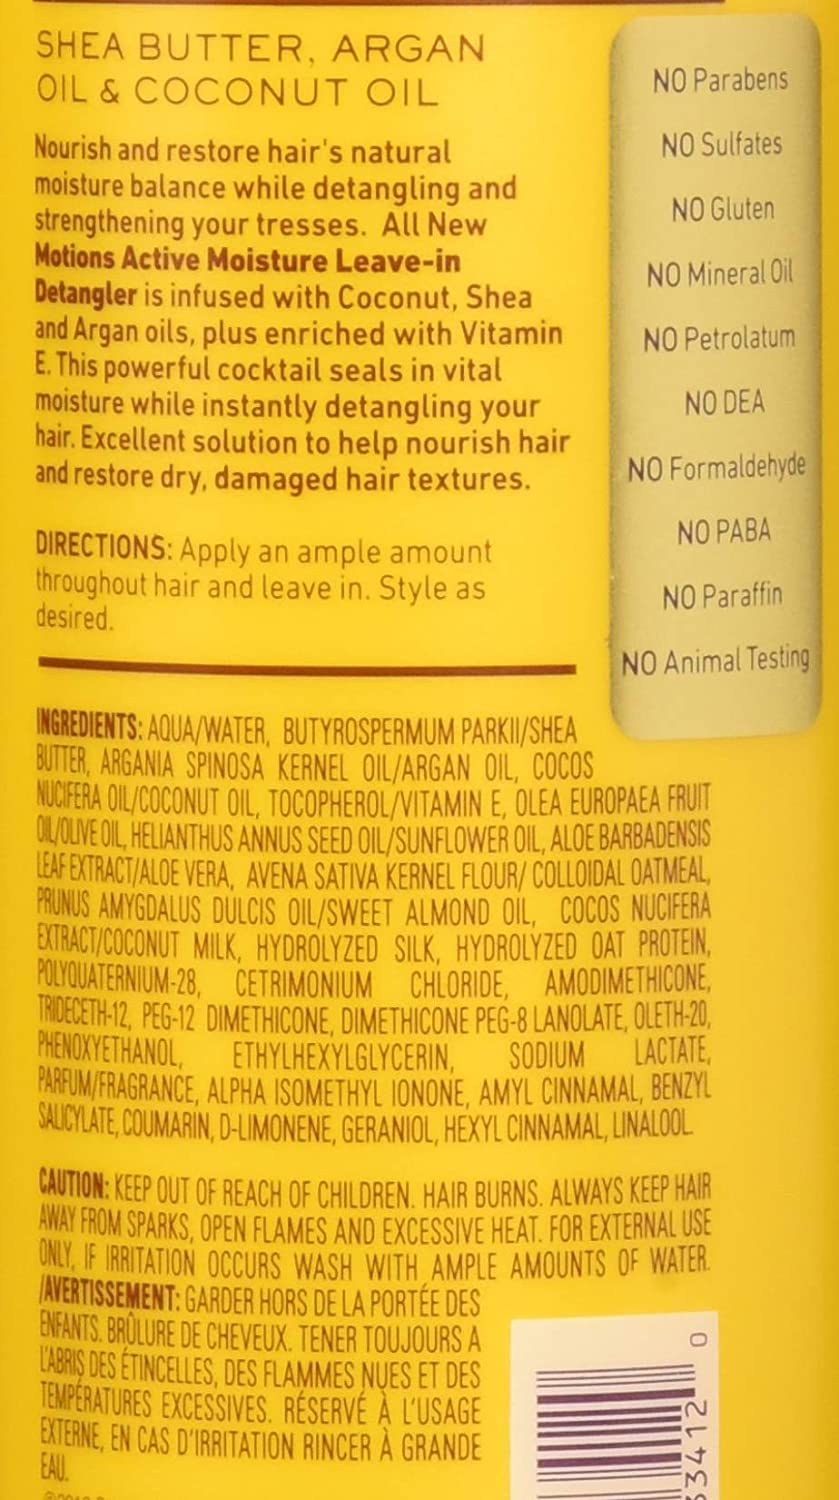 SHEA BUTTER, ARGAN
OIL & COCONUT OIL
Nourish and restore hair's natural
moisture balance while detangling and
strengthening your tresses. All New
Motions Active Moisture Leave-in
Detangler is infused with Coconut, Shea
and Argan oils, plus enriched with Vitamin
E. This powerful cocktail seals in vital
moisture while instantly detangling your
hair. Excellent solution to help nourish hair
and restore dry, damaged hair textures.
DIRECTIONS: Apply an ample amount
throughout hair and leave in. Style as
desired.
NO Parabens
NO Sulfates
NO Gluten
NO Mineral Oil
NO Petrolatum
NO DEA
NO Formaldehyde
NO PABA
NO Paraffin
NO Animal Testing
INGREDIENTS: AQUA/WATER, BUTYROSPERMUM PARKII/SHEA
BUTTER, ARGANIA SPINOSA KERNEL OIL/ARGAN OIL, COCOS
NUCIFERA OIL/COCONUT OIL, TOCOPHEROL/VITAMIN E, OLEA EUROPAEA FRUIT
OIL/OLIVE OIL, HELIANTHUS ANNUS SEED OIL/SUNFLOWER OIL, ALOE BARBADENSIS
LEAF EXTRACT/ALOE VERA, AVENA SATIVA KERNEL FLOUR/ COLLOIDAL OATMEAL,
PRUNUS AMYGDALUS DULCIS OIL/SWEET ALMOND OIL, COCOS NUCIFERA
EXTRACT/COCONUT MILK, HYDROLYZED SILK, HYDROLYZED OAT PROTEIN,
POLYQUATERNIUM-28, CETRIMONIUM CHLORIDE, AMODIMETHICONE,
TRIDECETH-12, PEG-12 DIMETHICONE, DIMETHICONE PEG-8 LANOLATE, OLETH-20,
PHENOXYETHANOL, ETHYLHEXYLGLYCERIN, SODIUM LACTATE,
PARFUM/FRAGRANCE, ALPHA ISOMETHYL IONONE, AMYL CINNAMAL, BENZYL
SALICYLATE, COUMARIN, D-LIMONENE, GERANIOL, HEXYL CINNAMAL, LINALOOL
CAUTION: KEEP OUT OF REACH OF CHILDREN. HAIR BURNS. ALWAYS KEEP HAIR
AWAY FROM SPARKS, OPEN FLAMES AND EXCESSIVE HEAT. FOR EXTERNAL USE
ONLY, IF IRRITATION OCCURS WASH WITH AMPLE AMOUNTS OF WATER.
/AVERTISSEMENT: GARDER HORS DE LA PORTÉE DES
ENFANTS. BRÛLURE DE CHEVEUX. TENER TOUJOURS A
L'ABRIS DES ÉTINCELLES, DES FLAMMES NUES ET DES
TEMPÉRATURES EXCESSIVES. RÉSERVÉ À L'USAGE
EXTERNE, EN CAS D'IRRITATION RINCER À GRANDE
EAU.
0
33412